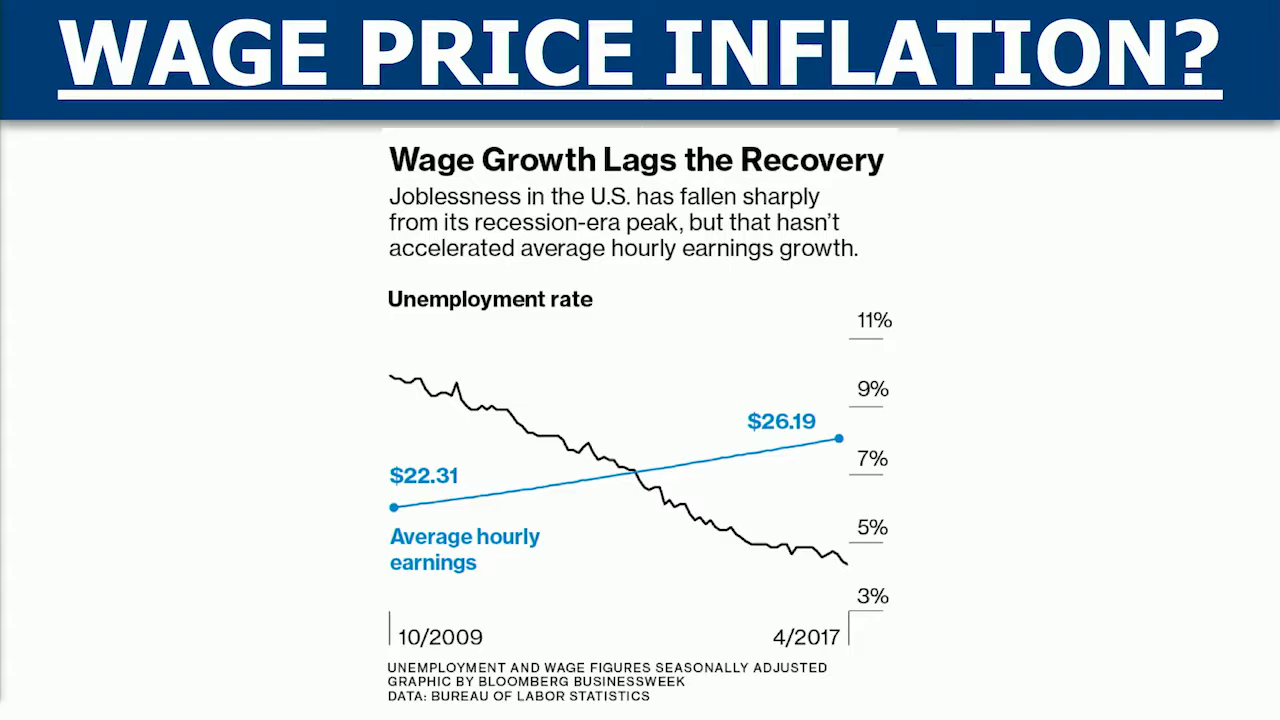 WAGE PRICE INFLATION?
Wage Growth Lags the Recovery
Joblessness in the U.S. has fallen sharply
from its recession-era peak, but that hasn't
accelerated average hourly earnings growth.
Unemployment rate
11%
9%
$26.19
7%
$22.31
5%
Average hourly
earnings
3%
10/2009
4/2017
UNEMPLOYMENT AND WAGE FIGURES SEASONALLY ADJUSTED
GRAPHIC BY BLOOMBERG BUSINESSWEEK
DATA: BUREAU OF LABOR STATISTICS